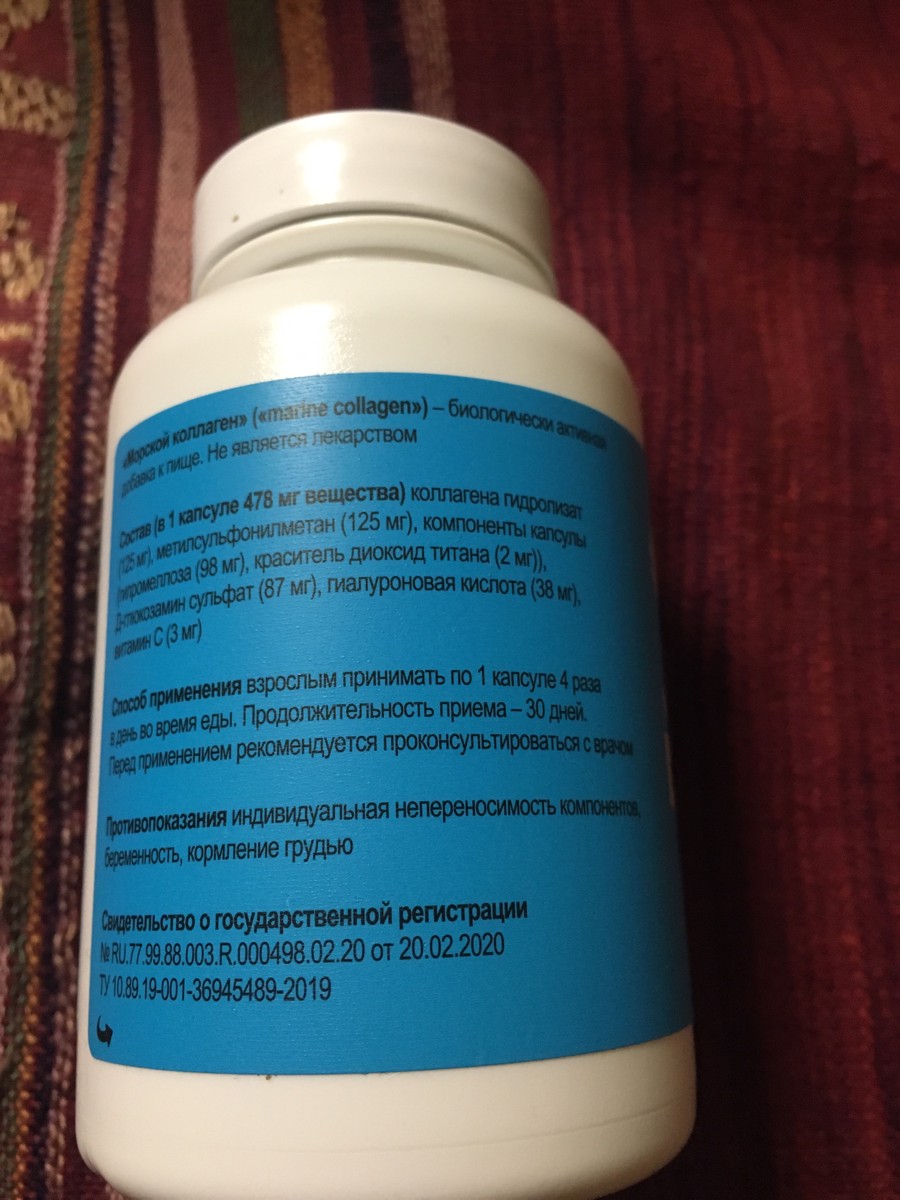 «Морской коллаген» («marine collagen») – биологически активная
добавка к пище. Не является лекарством
Состав (в 1 капсуле 478 мг вещества) коллагена гидролизат
(125 мг), метилсульфонилметан (125 мг), компоненты капсулы
(гипромеллоза (98 мг), краситель диоксид титана (2 мг)),
Д-глюкозамин сульфат (87 мг), гиалуроновая кислота (38 мг),
витамин С (3 мг)
Способ применения взрослым принимать по 1 капсуле 4 раза
в день во время еды. Продолжительность приема – 30 дней.
Перед применением рекомендуется проконсультироваться с врачом
Противопоказания индивидуальная непереносимость компонентов,
беременность, кормление грудью
Свидетельство о государственной регистрации
№ RU.77.99.88.003.R.000498.02.20 от 20.02.2020
ТУ 10.89.19-001-36945489-2019